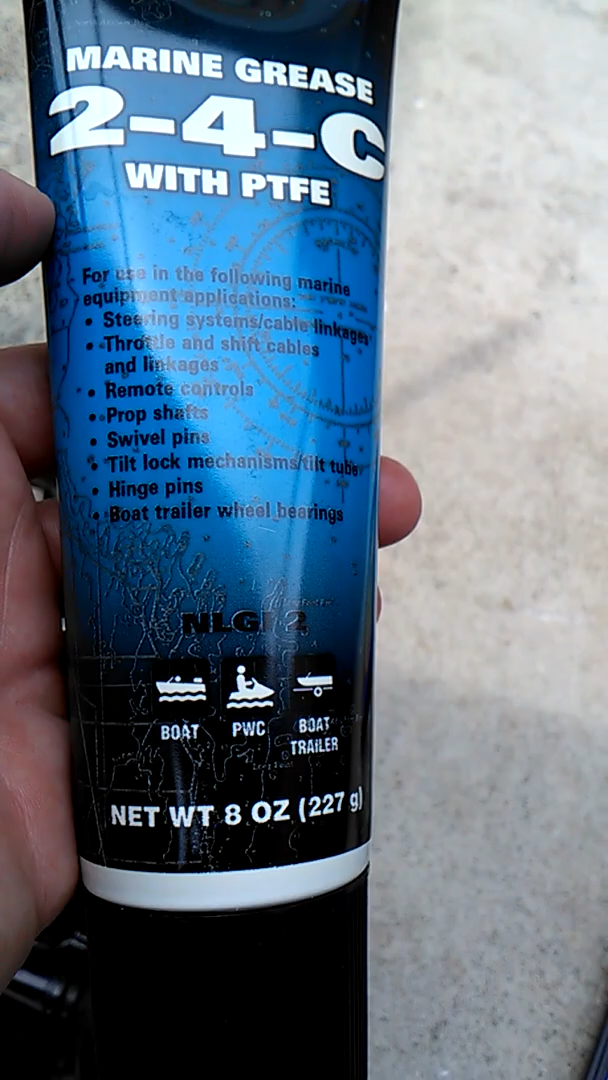 MARINE GREASE
2-4-C
WITH PTFE
For use in the following marine
equipment applications:
• Steering systems/cable linkages
• Throttle and shift cables
and linkages
• Remote controls
• Prop shafts
• Swivel pins
• Tilt lock mechanisms/tilt tube
• Hinge pins
• Boat trailer wheel bearings
NLGI 2
BOAT
PWC
BOAT
TRAILER
NET WT 8 OZ (227 g)